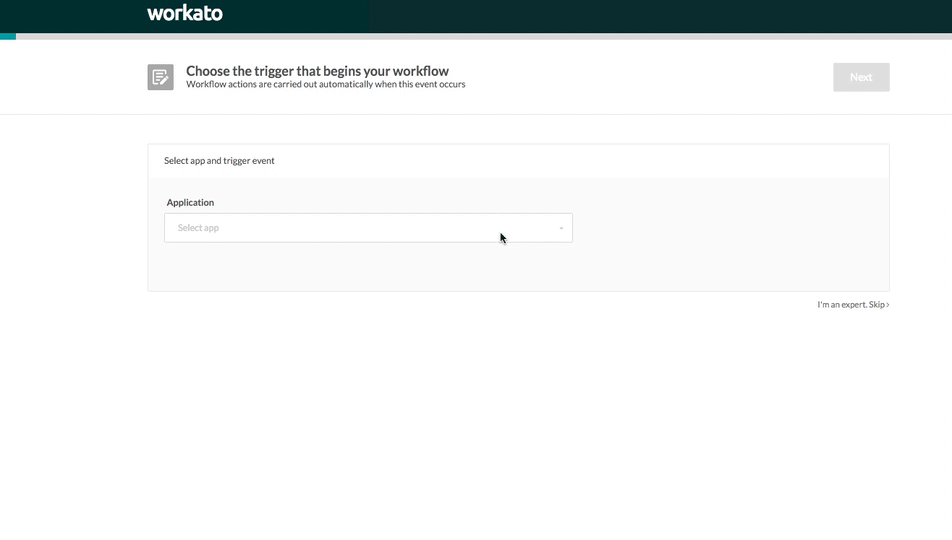 workato
Choose the trigger that begins your workflow
Workflow actions are carried out automatically when this event occurs
Next
Select app and trigger event
Application
Select app
I'm an expert. Skip ›